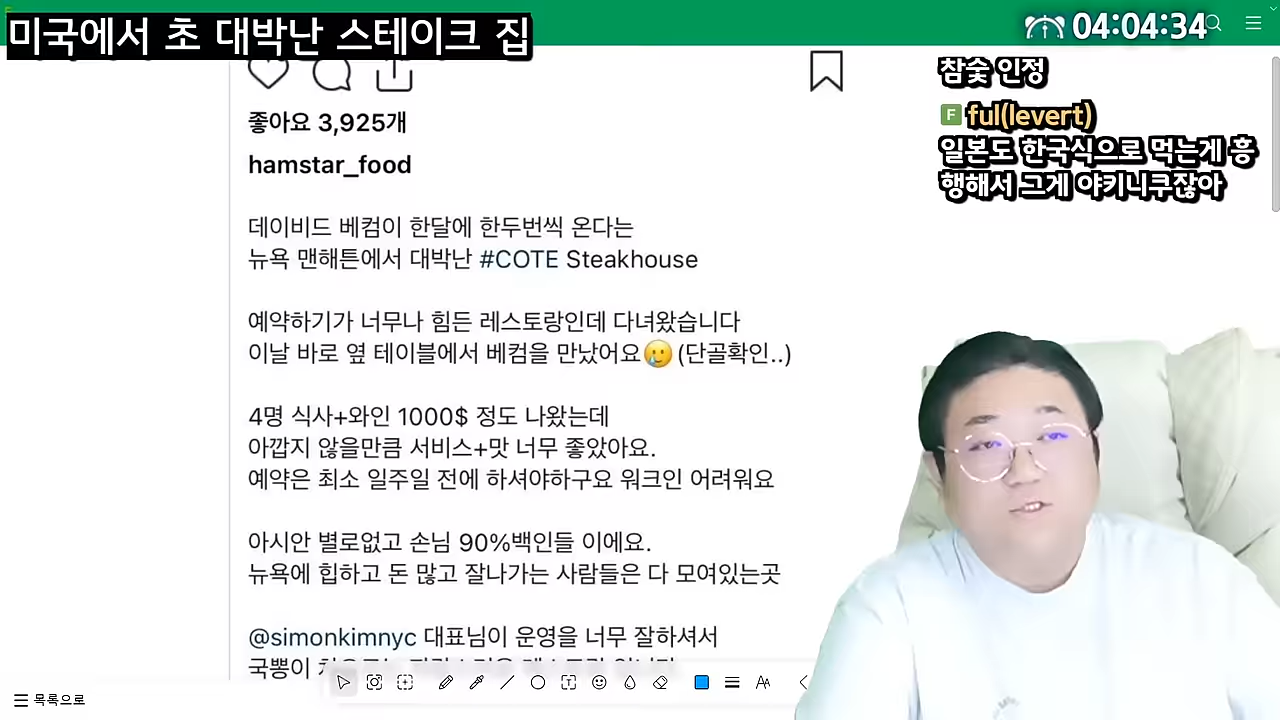 미국에서 초 대박난 스테이크 집
04:04:34
참숯 인정
F ful(levert)
일본도 한국식으로 먹는게 흥
행해서 그게 야키니쿠잖아
좋아요 3,925개
hamstar_food
데이비드 베컴이 한달에 한두번씩 온다는
뉴욕 맨해튼에서 대박난 #COTE Steakhouse
예약하기가 너무나 힘든 레스토랑인데 다녀왔습니다
이날 바로 옆 테이블에서 베컴을 만났어요🥲(단골확인..)
4명 식사+와인 1000$ 정도 나왔는데
아깝지 않을만큼 서비스+맛 너무 좋았아요.
예약은 최소 일주일 전에 하셔야하구요 워크인 어려워요
아시안 별로없고 손님 90%백인들 이에요.
뉴욕에 힙하고 돈 많고 잘나가는 사람들은 다 모여있는곳
@simonkimnyc 대표님이 운영을 너무 잘하셔서
국뽕이
목록으로